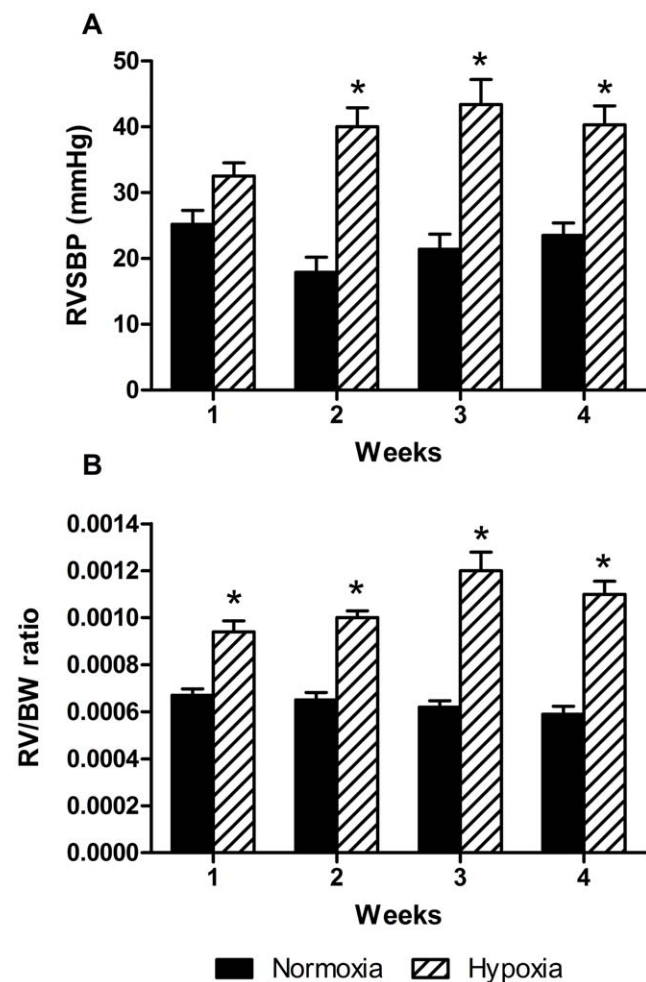 A
RVSBP (mmHg)
50
40
30
20
10
0
* * *
1 2 3 4
Weeks
B
RV/BW ratio
0.0014
0.0012
0.0010
0.0008
0.0006
0.0004
0.0002
0.0000
* * * *
1 2 3 4
Weeks
Normoxia Hypoxia